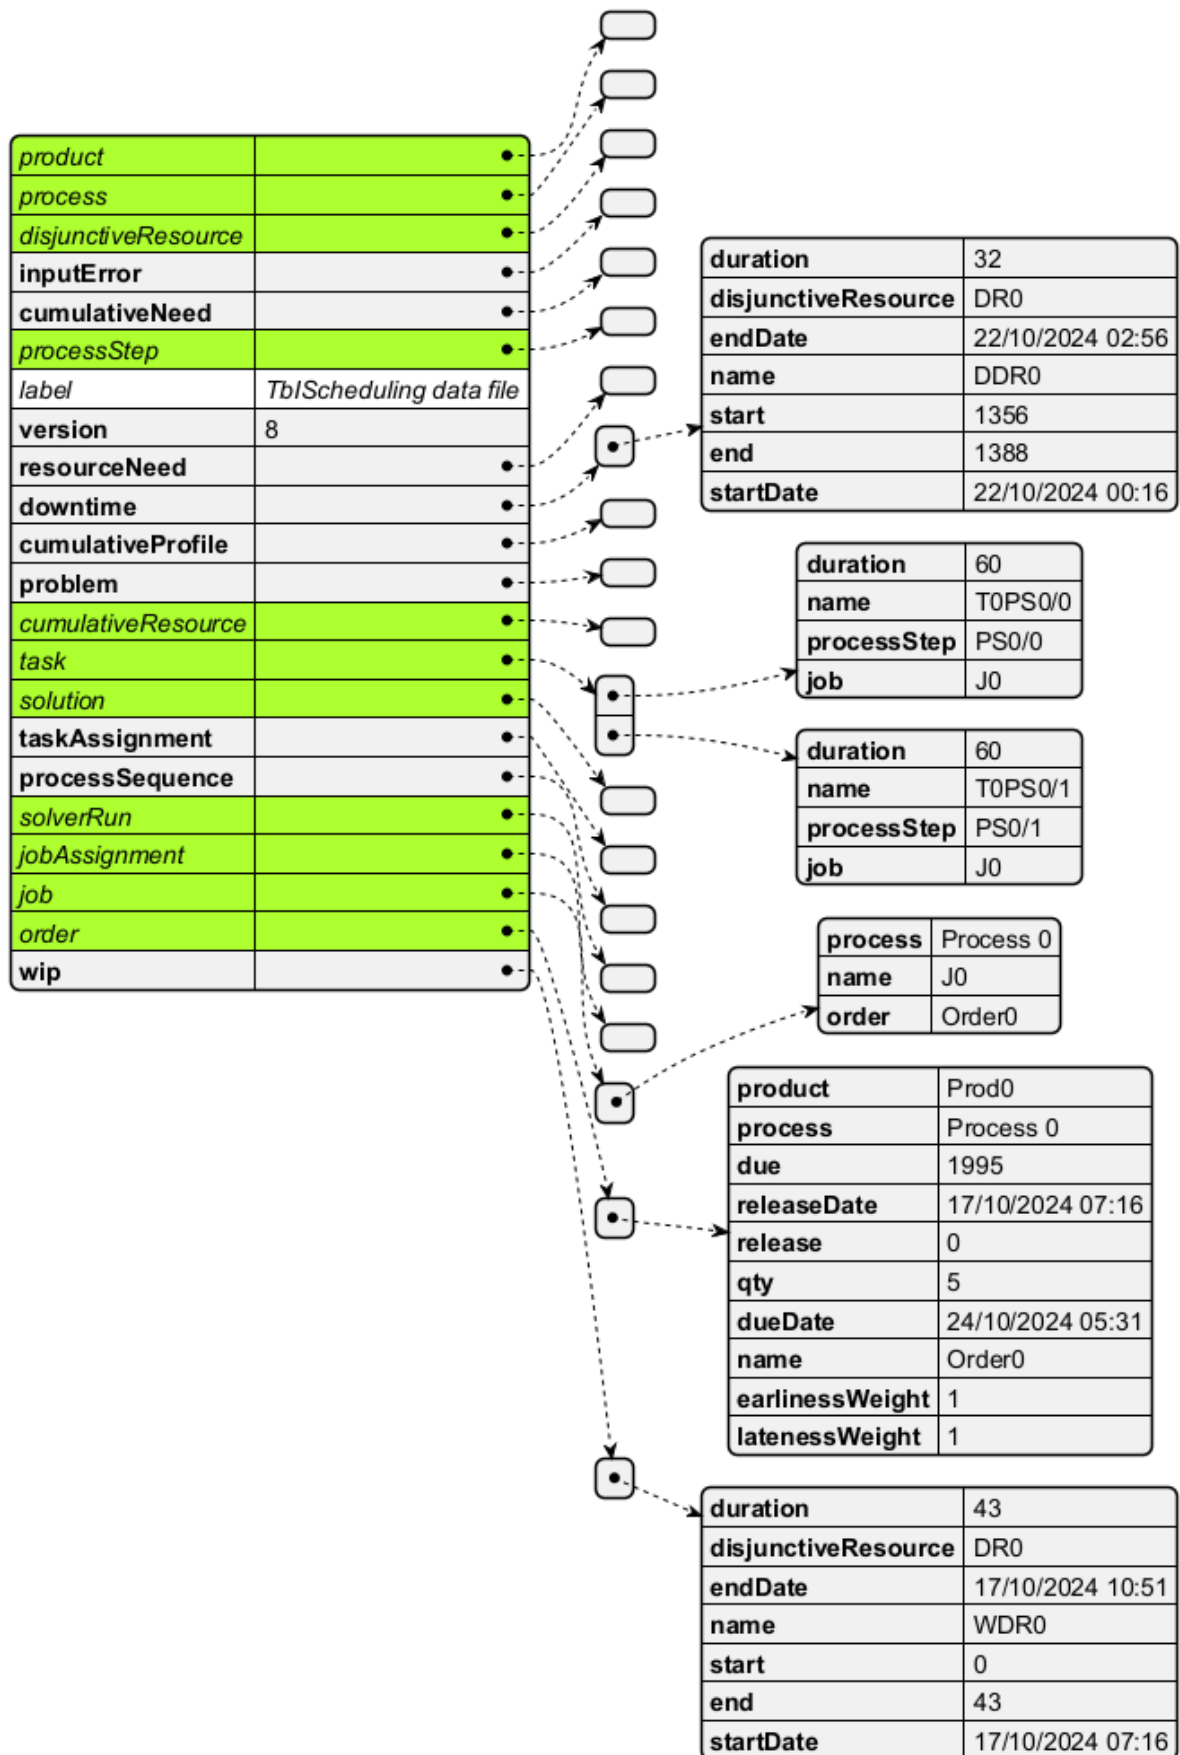 product
process
disjunctiveResource
inputError
cumulativeNeed
processStep
label TblScheduling data file
version 8
resourceNeed
downtime
cumulativeProfile
problem
cumulativeResource
task
solution
taskAssignment
processSequence
solverRun
jobAssignment
job
order
wip
duration 32
disjunctiveResource DR0
endDate 22/10/2024 02:56
name DDR0
start 1356
end 1388
startDate 22/10/2024 00:16
duration 60
name T0PS0/0
processStep PS0/0
job J0
duration 60
name T0PS0/1
processStep PS0/1
job J0
process Process 0
name J0
order Order0
product Prod0
process Process 0
due 1995
releaseDate 17/10/2024 07:16
release 0
qty 5
dueDate 24/10/2024 05:31
name Order0
earlinessWeight 1
latenessWeight 1
duration 43
disjunctiveResource DR0
endDate 17/10/2024 10:51
name WDR0
start 0
end 43
startDate 17/10/2024 07:16